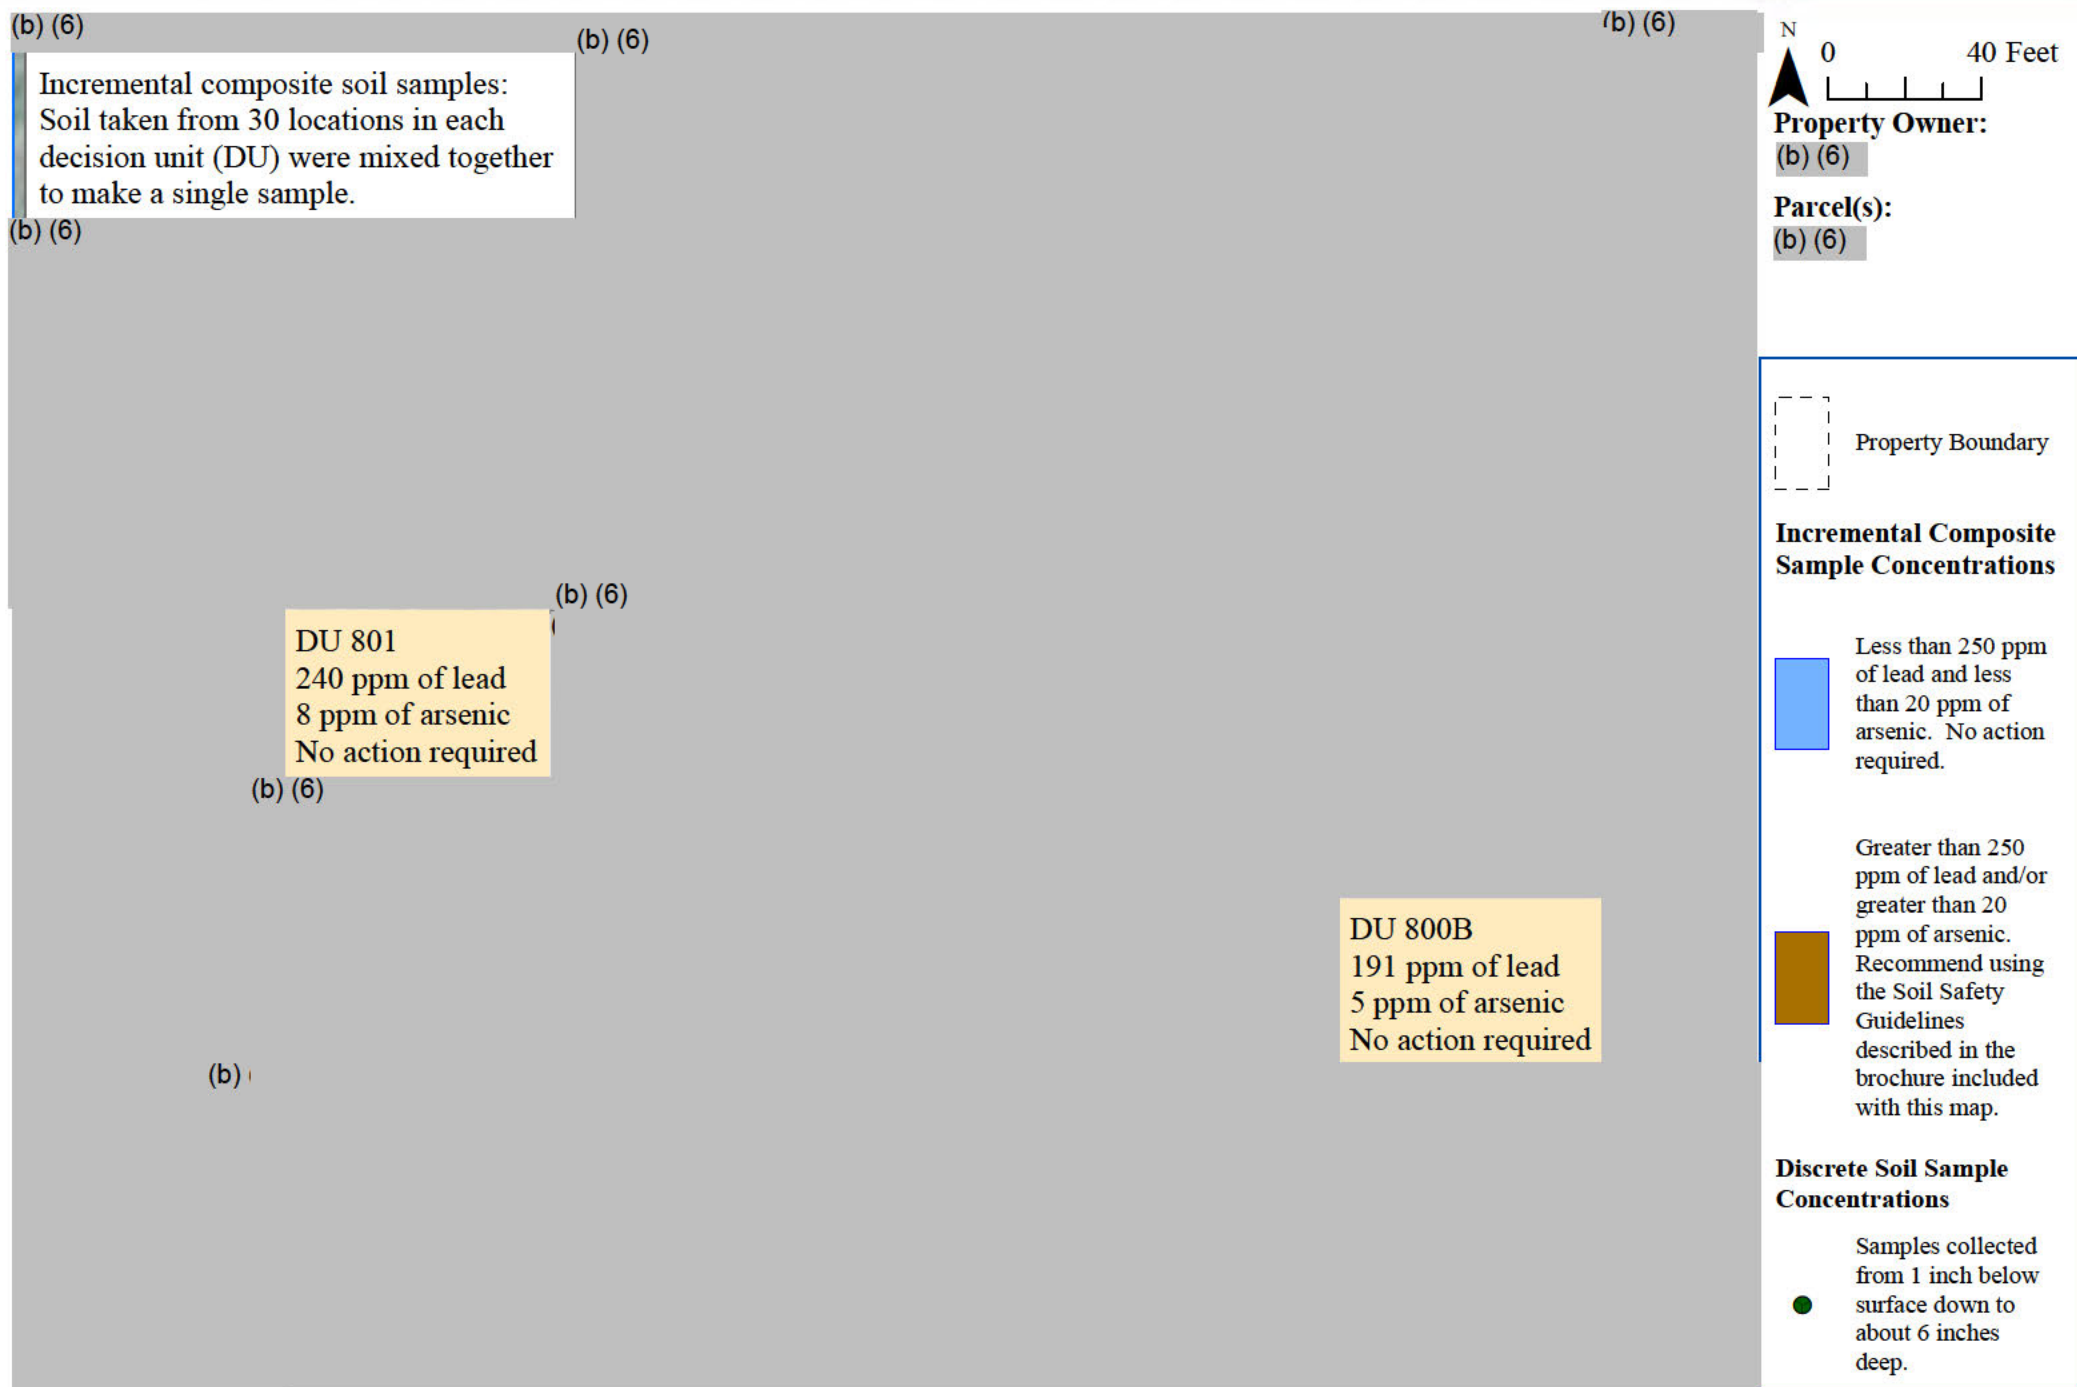 (b) (6)
(b) (6)
(b) (6)
Incremental composite soil samples:
Soil taken from 30 locations in each
decision unit (DU) were mixed together
to make a single sample.
(b) (6)
(b) (6)
DU 801
240 ppm of lead
8 ppm of arsenic
No action required
(b) (6)
DU 800B
191 ppm of lead
5 ppm of arsenic
No action required
(b)
N
0 40 Feet
Property Owner:
(b) (6)
Parcel(s):
(b) (6)
Property Boundary
Incremental Composite
Sample Concentrations
Less than 250 ppm
of lead and less
than 20 ppm of
arsenic. No action
required.
Greater than 250
ppm of lead and/or
greater than 20
ppm of arsenic.
Recommend using
the Soil Safety
Guidelines
described in the
brochure included
with this map.
Discrete Soil Sample
Concentrations
Samples collected
from 1 inch below
surface down to
about 6 inches
deep.